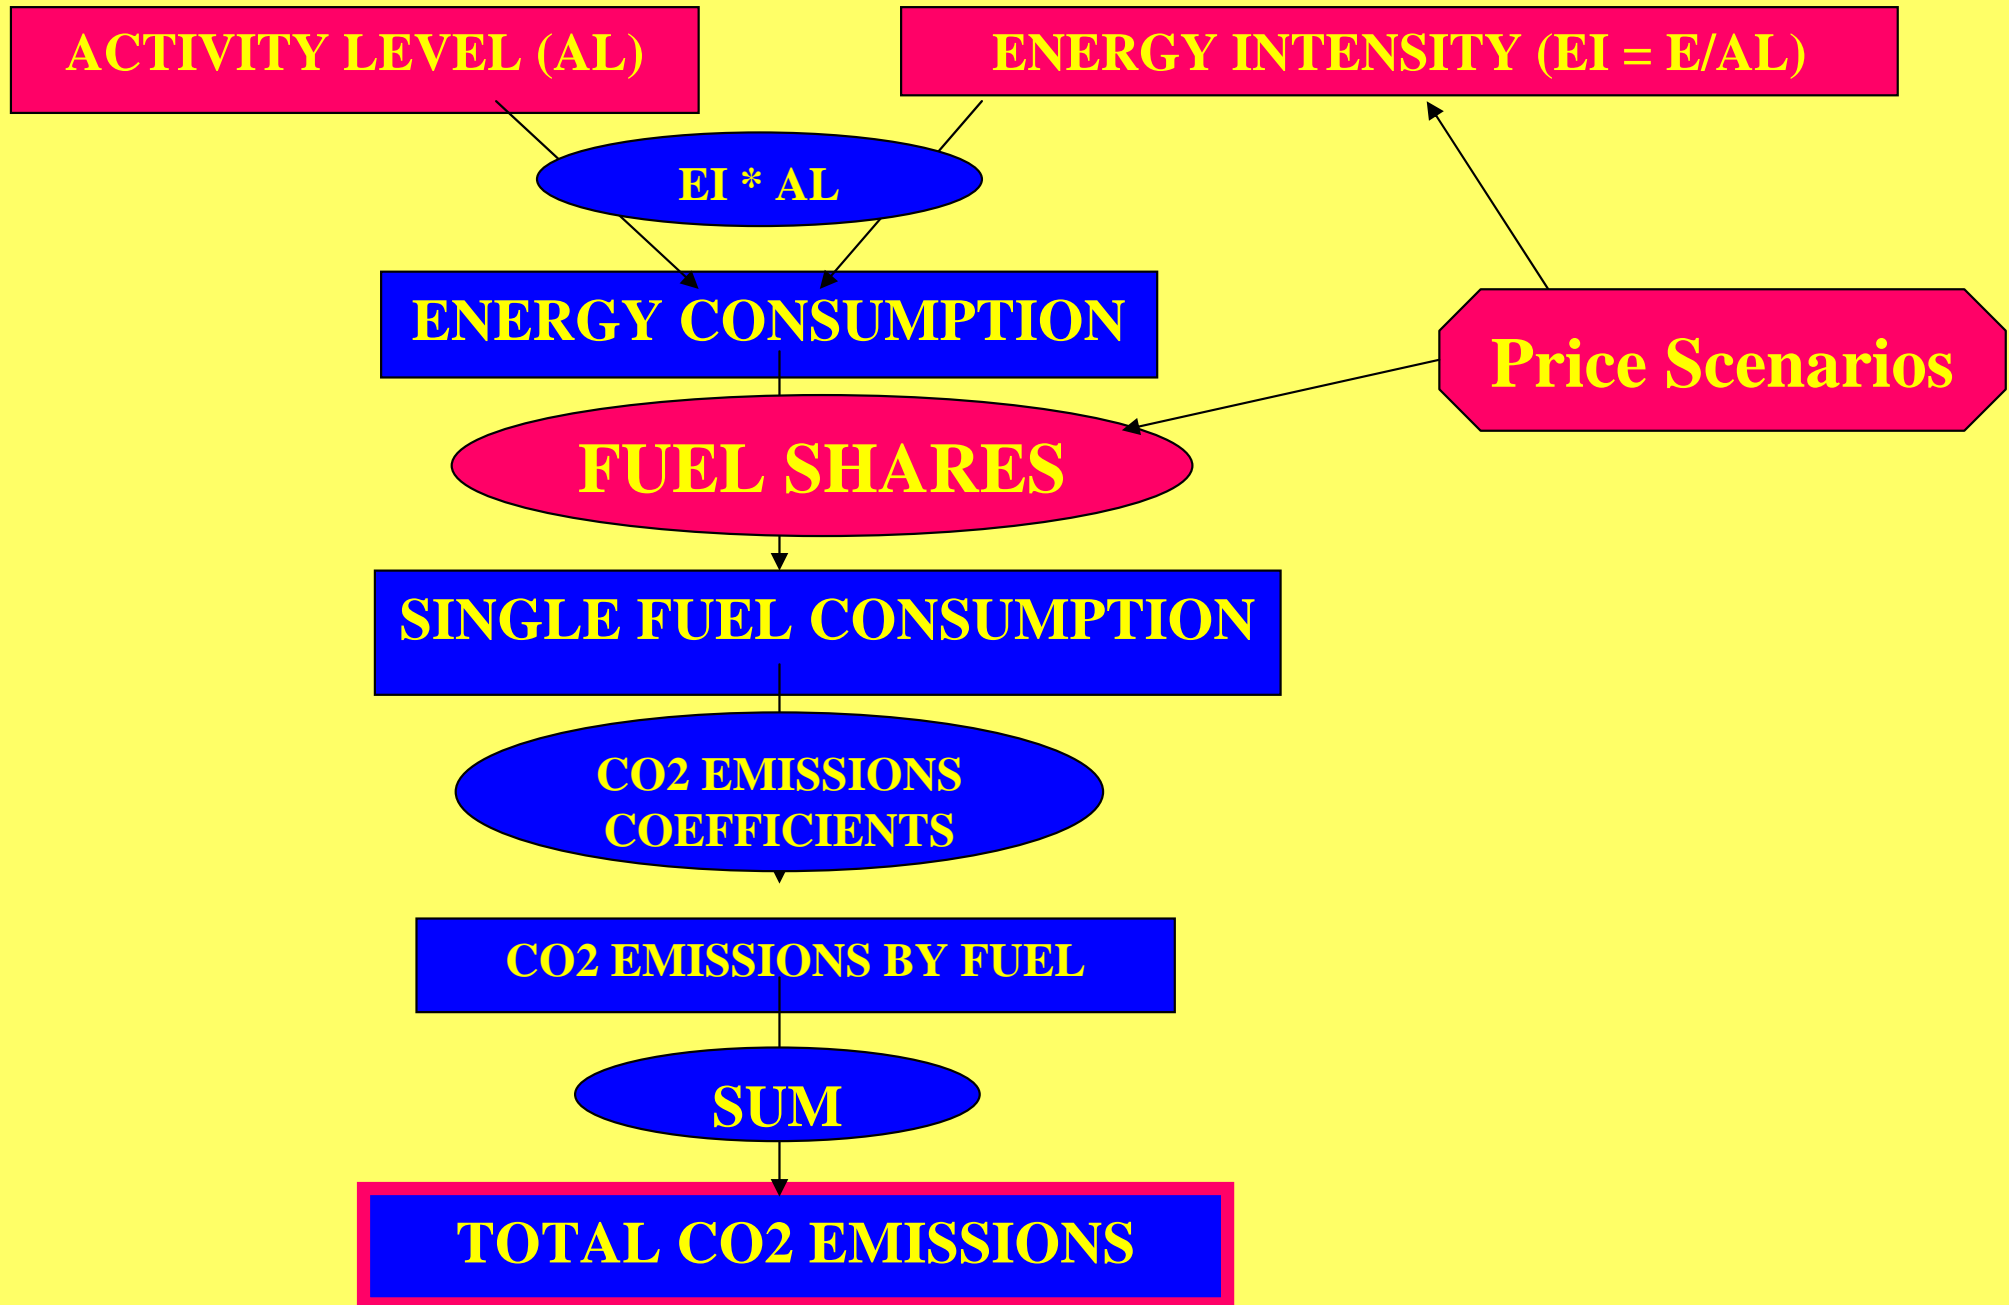 ACTIVITY LEVEL (AL)
ENERGY INTENSITY (EI = E/AL)
EI * AL
ENERGY CONSUMPTION
Price Scenarios
FUEL SHARES
SINGLE FUEL CONSUMPTION
CO2 EMISSIONS
COEFFICIENTS
CO2 EMISSIONS BY FUEL
SUM
TOTAL CO2 EMISSIONS